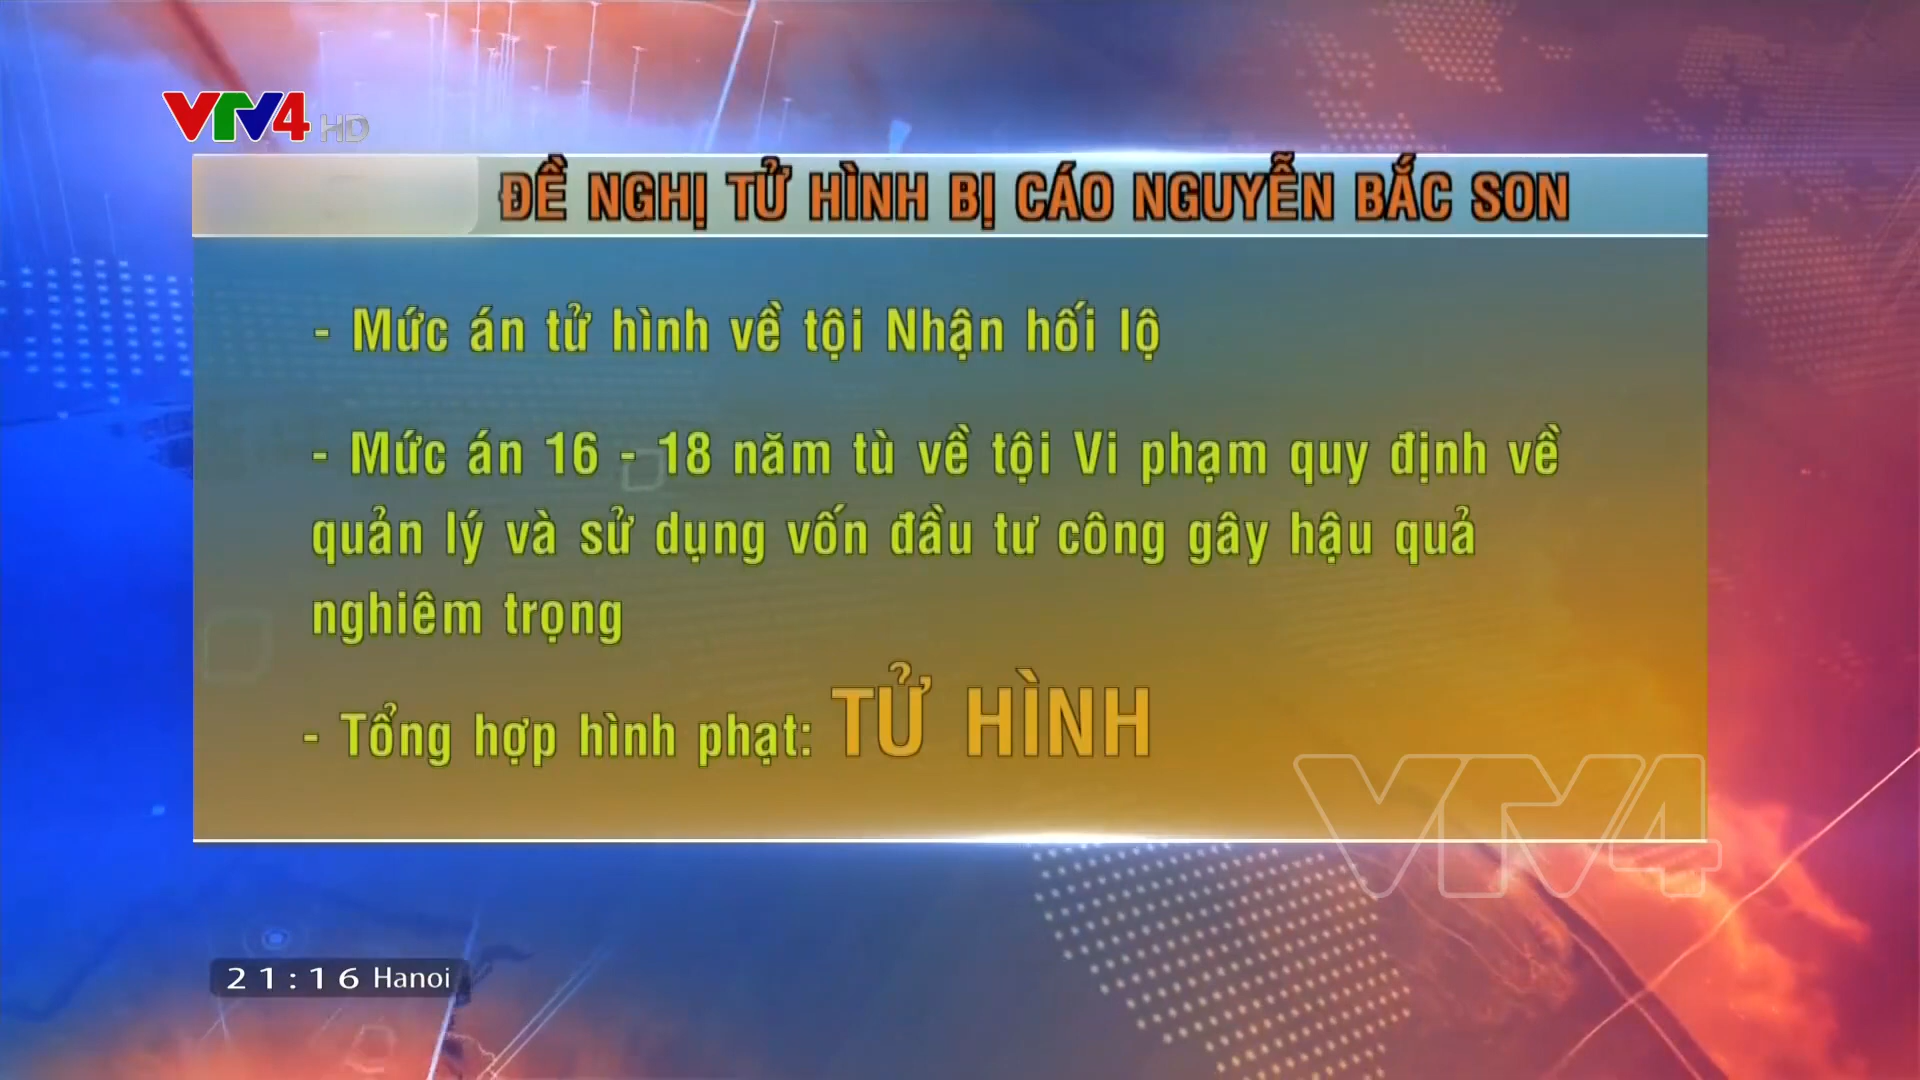 VTV4 HD
ĐỀ NGHỊ TỬ HÌNH BỊ CÁO NGUYỄN BẮC SON
- Mức án tử hình về tội Nhận hối lộ
- Mức án 16 - 18 năm tù về tội Vi phạm quy định về
quản lý và sử dụng vốn đầu tư công gây hậu quả
nghiêm trọng
- Tổng hợp hình phạt: TỬ HÌNH
VTV4
21:16 Hanoi